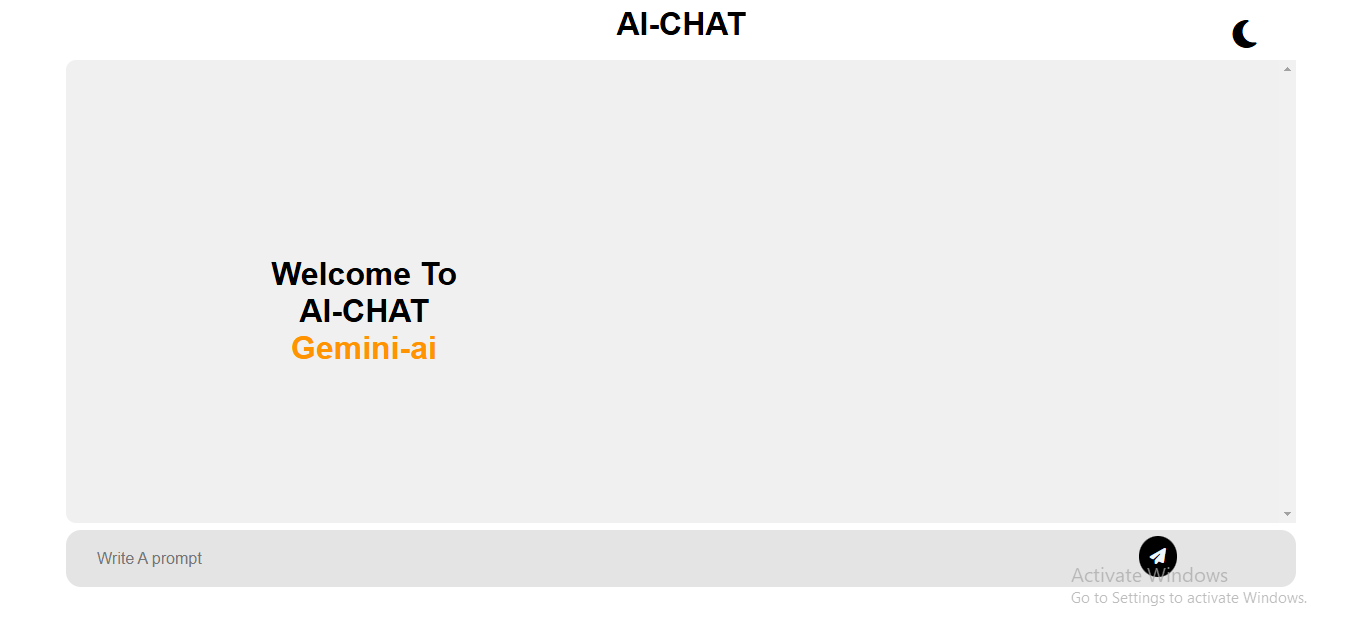 AI-CHAT
Welcome To
AI-CHAT
Gemini-ai
Write A prompt
Activate Windows
Go to Settings to activate Windows.